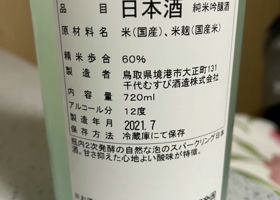 品目 日本酒 純米吟醸酒
原材料名 米(国産)、米麹(国産米)
精米歩合 60%
製造者 鳥取県境港市大正町131
千代むすび酒造株式会社
内容量 720ml
アルコール分 12度
製造年月 2021.7
保存方法 冷蔵庫にて保存
瓶内2次発酵の自然な泡のスパークリング日本
酒。甘さ抑えた心地よい酸味が特徴。